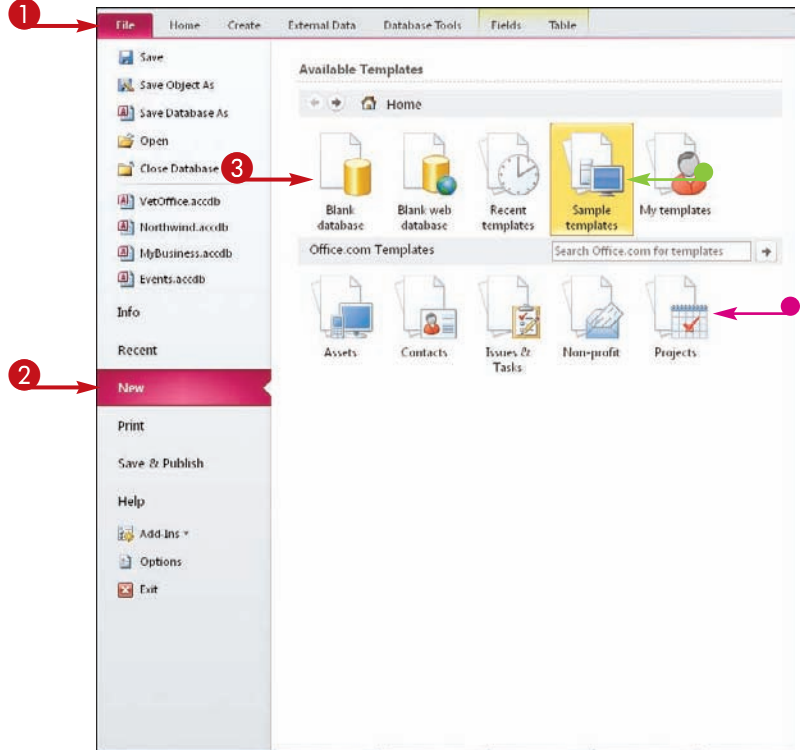 1
File Home Create External Data Database Tools Fields Table
Save
Save Object As
Save Database As
Open
Close Database
VetOffice.accdb
Northwind.accdb
MyBusiness.accdb
Events.accdb
Info
Recent
2
New
Print
Save & Publish
Help
Add-Ins
Options
Exit
Available Templates
Home
3
Blank
database
Blank web
database
Recent
templates
Sample
templates
My templates
Office.com Templates
Search Office.com for templates
Assets
Contacts
Issues &
Tasks
Non-profit
Projects